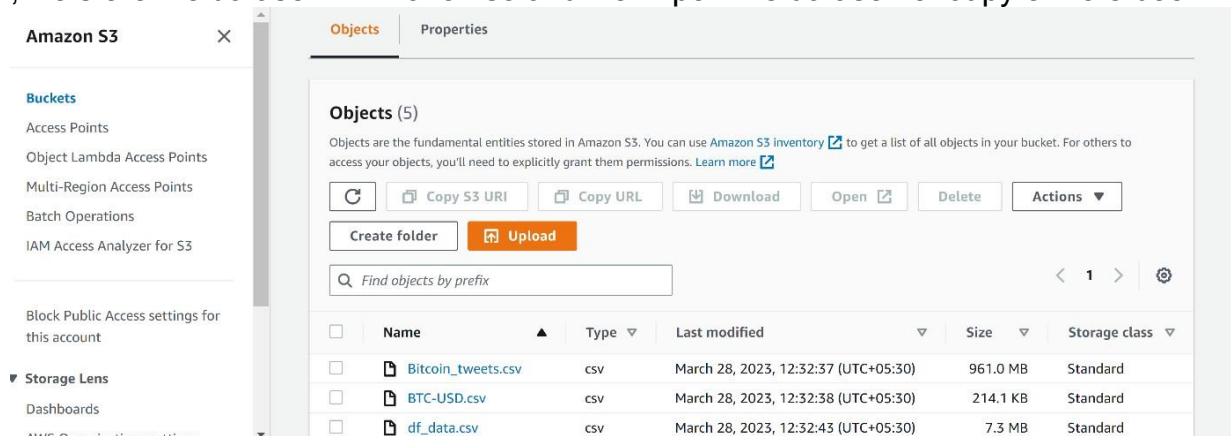 Amazon S3
Buckets
Access Points
Object Lambda Access Points
Multi-Region Access Points
Batch Operations
IAM Access Analyzer for S3
Block Public Access settings for
this account
Storage Lens
Dashboards
Objects Properties
Objects (5)
Objects are the fundamental entities stored in Amazon S3. You can use Amazon S3 inventory to get a list of all objects in your bucket. For others to
access your objects, you'll need to explicitly grant them permissions. Learn more
Copy S3 URI Copy URL Download Open Delete Actions
Create folder Upload
Find objects by prefix
1
Name Type Last modified Size Storage class
Bitcoin_tweets.csv csv March 28, 2023, 12:32:37 (UTC+05:30) 961.0 MB Standard
BTC-USD.csv csv March 28, 2023, 12:32:38 (UTC+05:30) 214.1 KB Standard
df_data.csv csv March 28, 2023, 12:32:43 (UTC+05:30) 7.3 MB Standard